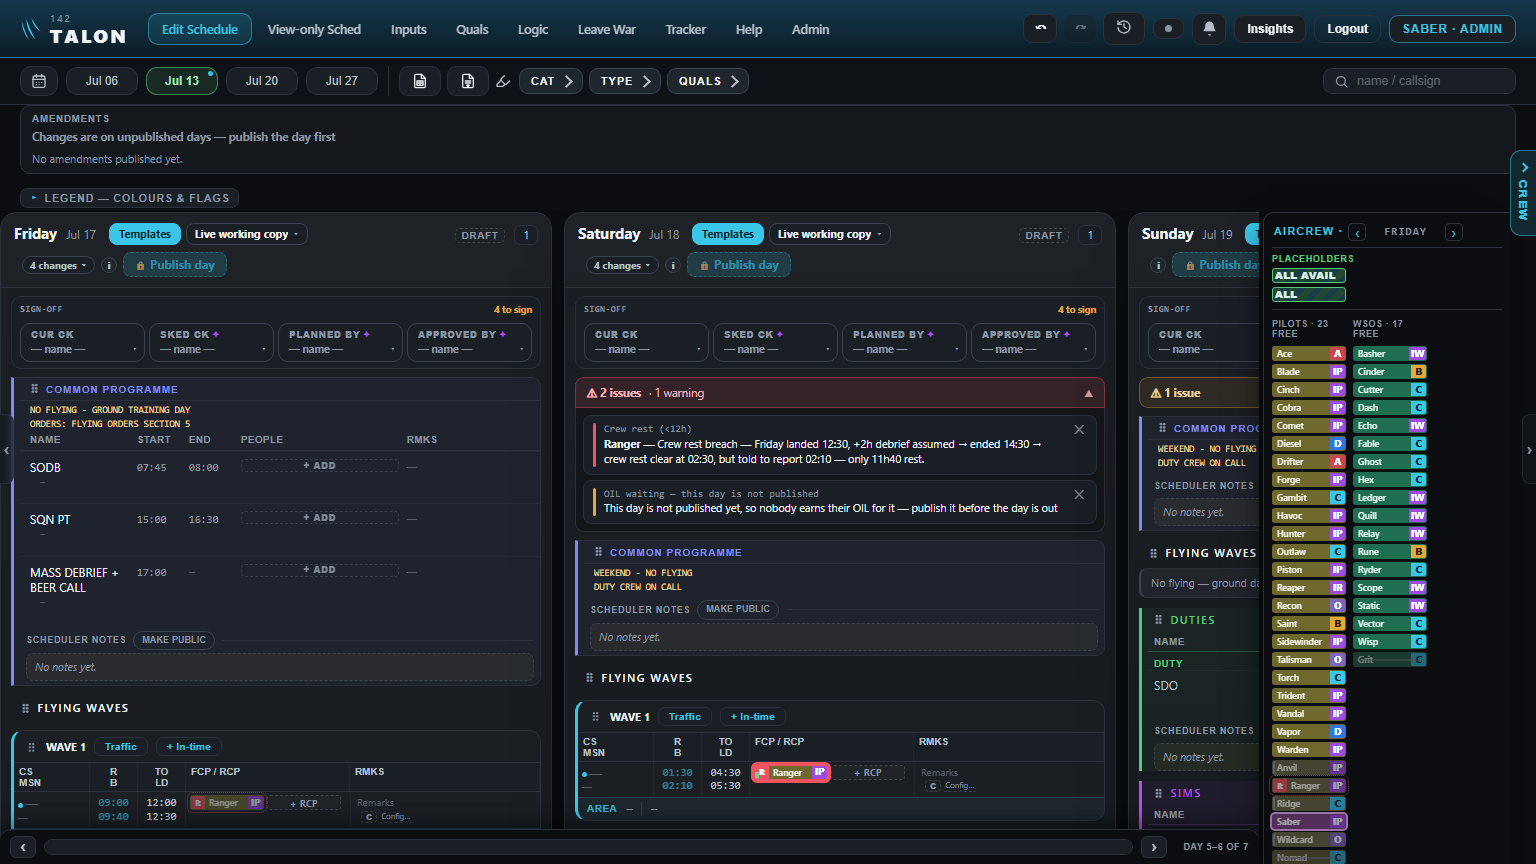 142
TALON
Edit Schedule
View-only Sched
Inputs
Quals
Logic
Leave War
Tracker
Help
Admin
Insights
Logout
SABER · ADMIN
Jul 06
Jul 13
Jul 20
Jul 27
CAT
TYPE
QUALS
name / callsign
AMENDMENTS
Changes are on unpublished days — publish the day first
No amendments published yet.
CREW
LEGEND — COLOURS & FLAGS
Friday Jul 17
Templates
Live working copy
DRAFT
1
4 changes
i
Publish day
SIGN-OFF
4 to sign
CUR CK
— name —
SKED CK
— name —
PLANNED BY
— name —
APPROVED BY
— name —
COMMON PROGRAMME
NO FLYING - GROUND TRAINING DAY
ORDERS: FLYING ORDERS SECTION 5
NAME START END PEOPLE RMKS
SODB 07:45 08:00 + ADD —
—
SQN PT 15:00 16:30 + ADD —
—
MASS DEBRIEF + BEER CALL 17:00 — + ADD —
—
SCHEDULER NOTES
MAKE PUBLIC
No notes yet.
FLYING WAVES
WAVE 1
Traffic
+ In-time
CS R TO FCP / RCP RMKS
MSN B LD
— 09:00 12:00 R Ranger IP + RCP Remarks
— 09:40 12:30 C Config...
Saturday Jul 18
Templates
Live working copy
DRAFT
1
4 changes
i
Publish day
SIGN-OFF
4 to sign
CUR CK
— name —
SKED CK
— name —
PLANNED BY
— name —
APPROVED BY
— name —
2 issues · 1 warning
Crew rest (<12h)
Ranger — Crew rest breach — Friday landed 12:30, +2h debrief assumed → ended 14:30 →
crew rest clear at 02:30, but told to report 02:10 — only 11h40 rest.
OIL waiting — this day is not published
This day is not published yet, so nobody earns their OIL for it — publish it before the day is out
COMMON PROGRAMME
WEEKEND - NO FLYING
DUTY CREW ON CALL
SCHEDULER NOTES
MAKE PUBLIC
No notes yet.
FLYING WAVES
WAVE 1
Traffic
+ In-time
CS R TO FCP / RCP RMKS
MSN B LD
— 01:30 04:30 R Ranger IP + RCP Remarks
— 02:10 05:30 C Config...
AREA — —
Sunday Jul 19
i
Publish day
SIGN-OFF
CUR CK
— name —
1 issue
COMMON PROG
WEEKEND - NO FLYING
DUTY CREW ON CALL
SCHEDULER NOTES
No notes yet.
FLYING WAVES
No flying — ground da
DUTIES
NAME
DUTY
SDO
SCHEDULER NOTES
No notes yet.
SIMS
NAME
AIRCREW ·
FRIDAY
PLACEHOLDERS
ALL AVAIL
ALL
PILOTS · 23 FREE
WSOS · 17 FREE
Ace A
Blade IP
Cinch IP
Cobra IP
Comet IP
Diesel D
Drifter A
Forge IP
Gambit C
Havoc IP
Hunter IP
Outlaw C
Piston IP
Reaper IR
Recon O
Saint B
Sidewinder IP
Talisman O
Torch C
Trident IP
Vandal IP
Vapor D
Warden IP
Anvil IP
R Ranger IP
Ridge C
Saber IP
Wildcard O
Nomad C
Basher IW
Cinder B
Cutter C
Dash C
Echo IW
Fable C
Ghost C
Hex C
Ledger IW
Quill IW
Relay IW
Rune B
Ryder C
Scope IW
Static IW
Vector C
Wisp C
Grit C
DAY 5–6 OF 7